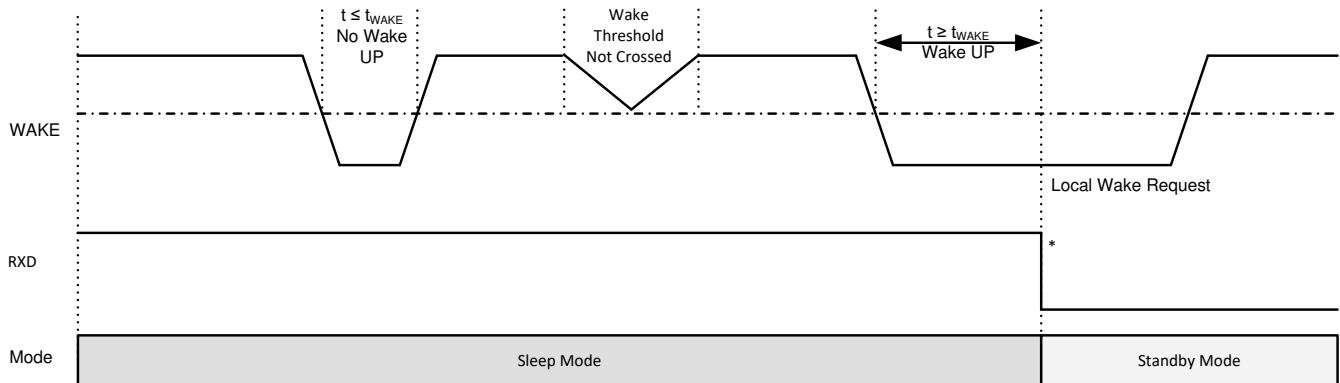 t ≤ tWAKE
No Wake
UP
Wake
Threshold
Not Crossed
t ≥ tWAKE
Wake UP
WAKE
Local Wake Request
RXD
*
Mode
Sleep Mode
Standby Mode